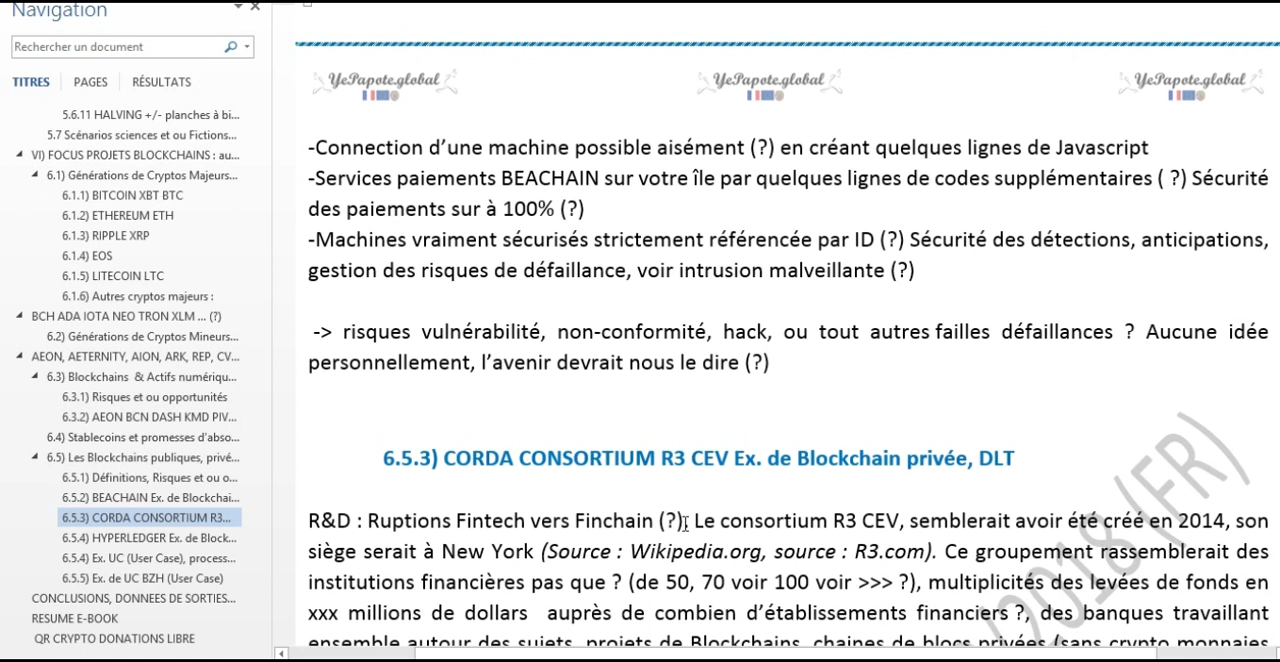 Navigation
Rechercher un document
TITRES PAGES RÉSULTATS
5.6.11 HALVING +/- planches à bi...
5.7 Scénarios sciences et ou Fictions...
VI) FOCUS PROJETS BLOCKCHAINS : au...
6.1) Générations de Cryptos Majeurs...
6.1.1) BITCOIN XBT BTC
6.1.2) ETHEREUM ETH
6.1.3) RIPPLE XRP
6.1.4) EOS
6.1.5) LITECOIN LTC
6.1.6) Autres cryptos majeurs :
BCH ADA IOTA NEO TRON XLM ... (?)
6.2) Générations de Cryptos Mineurs...
AEON, AETERNITY, AION, ARK, REP, CV...
6.3) Blockchains & Actifs numériqu...
6.3.1) Risques et ou opportunités
6.3.2) AEON BCN DASH KMD PIV...
6.4) Stablecoins et promesses d'abso...
6.5) Les Blockchains publiques, privé...
6.5.1) Définitions, Risques et ou o...
6.5.2) BEACHAIN Ex. de Blockchai...
6.5.3) CORDA CONSORTIUM R3...
6.5.4) HYPERLEDGER Ex. de Block...
6.5.4) Ex. UC (User Case), process...
6.5.5) Ex. de UC BZH (User Case)
CONCLUSIONS, DONNEES DE SORTIES...
RESUME E-BOOK
QR CRYPTO DONATIONS LIBRE
YePapote.global YePapote.global YePapote.global
-Connection d'une machine possible aisément (?) en créant quelques lignes de Javascript
-Services paiements BEACHAIN sur votre île par quelques lignes de codes supplémentaires ( ?) Sécurité
des paiements sur à 100% (?)
-Machines vraiment sécurisés strictement référencée par ID (?) Sécurité des détections, anticipations,
gestion des risques de défaillance, voir intrusion malveillante (?)
-> risques vulnérabilité, non-conformité, hack, ou tout autres failles défaillances ? Aucune idée
personnellement, l'avenir devrait nous le dire (?)
6.5.3) CORDA CONSORTIUM R3 CEV Ex. de Blockchain privée, DLT
R&D : Ruptions Fintech vers Finchain (?), Le consortium R3 CEV, semblerait avoir été créé en 2014, son
siège serait à New York (Source : Wikipedia.org, source : R3.com). Ce groupement rassemblerait des
institutions financières pas que ? (de 50, 70 voir 100 voir >>> ?), multiplicités des levées de fonds en
xxx millions de dollars auprès de combien d'établissements financiers ?, des banques travaillant
ensemble autour des sujets, projets de Blockchains, chaines de blocs privées (sans crypto monnaies
/2018 (FR)